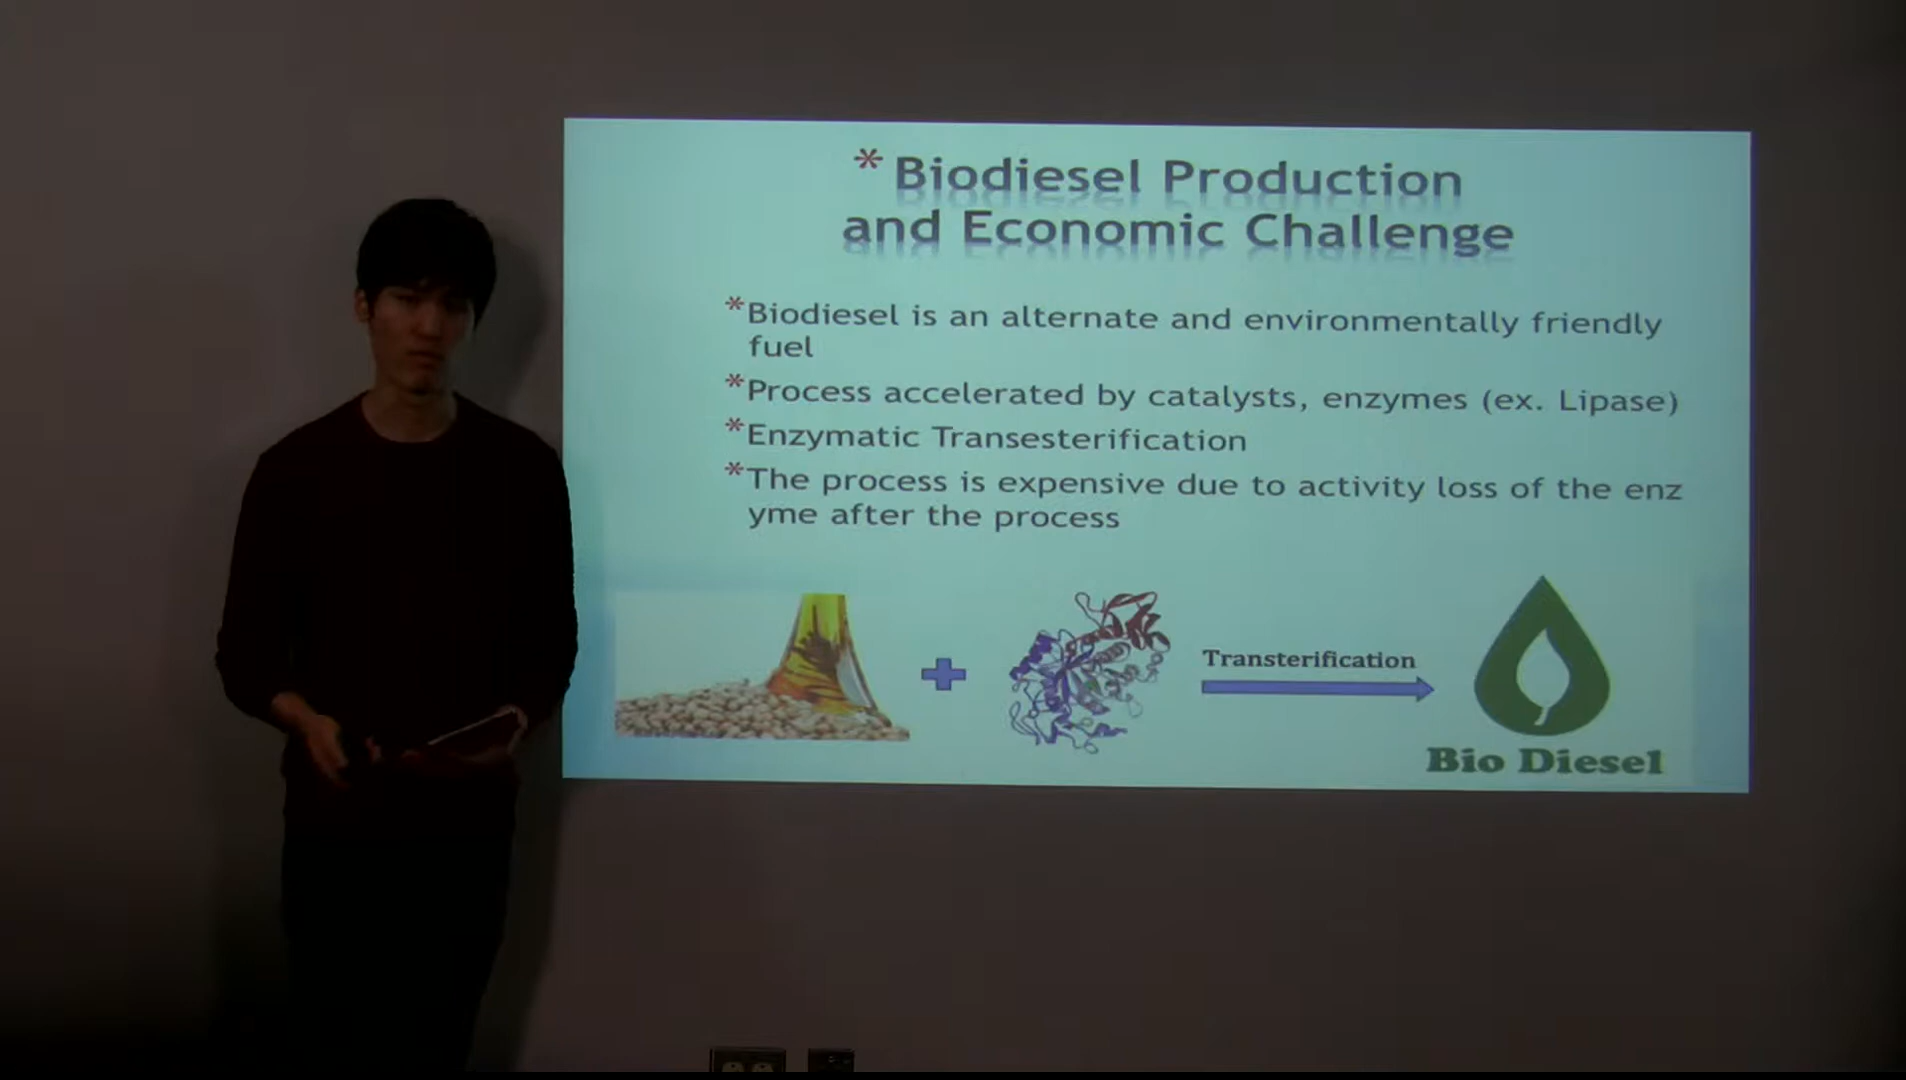 * Biodiesel Production
and Economic Challenge
*Biodiesel is an alternate and environmentally friendly
fuel
*Process accelerated by catalysts, enzymes (ex. Lipase)
*Enzymatic Transesterification
*The process is expensive due to activity loss of the enz
yme after the process
Transterification
Bio Diesel